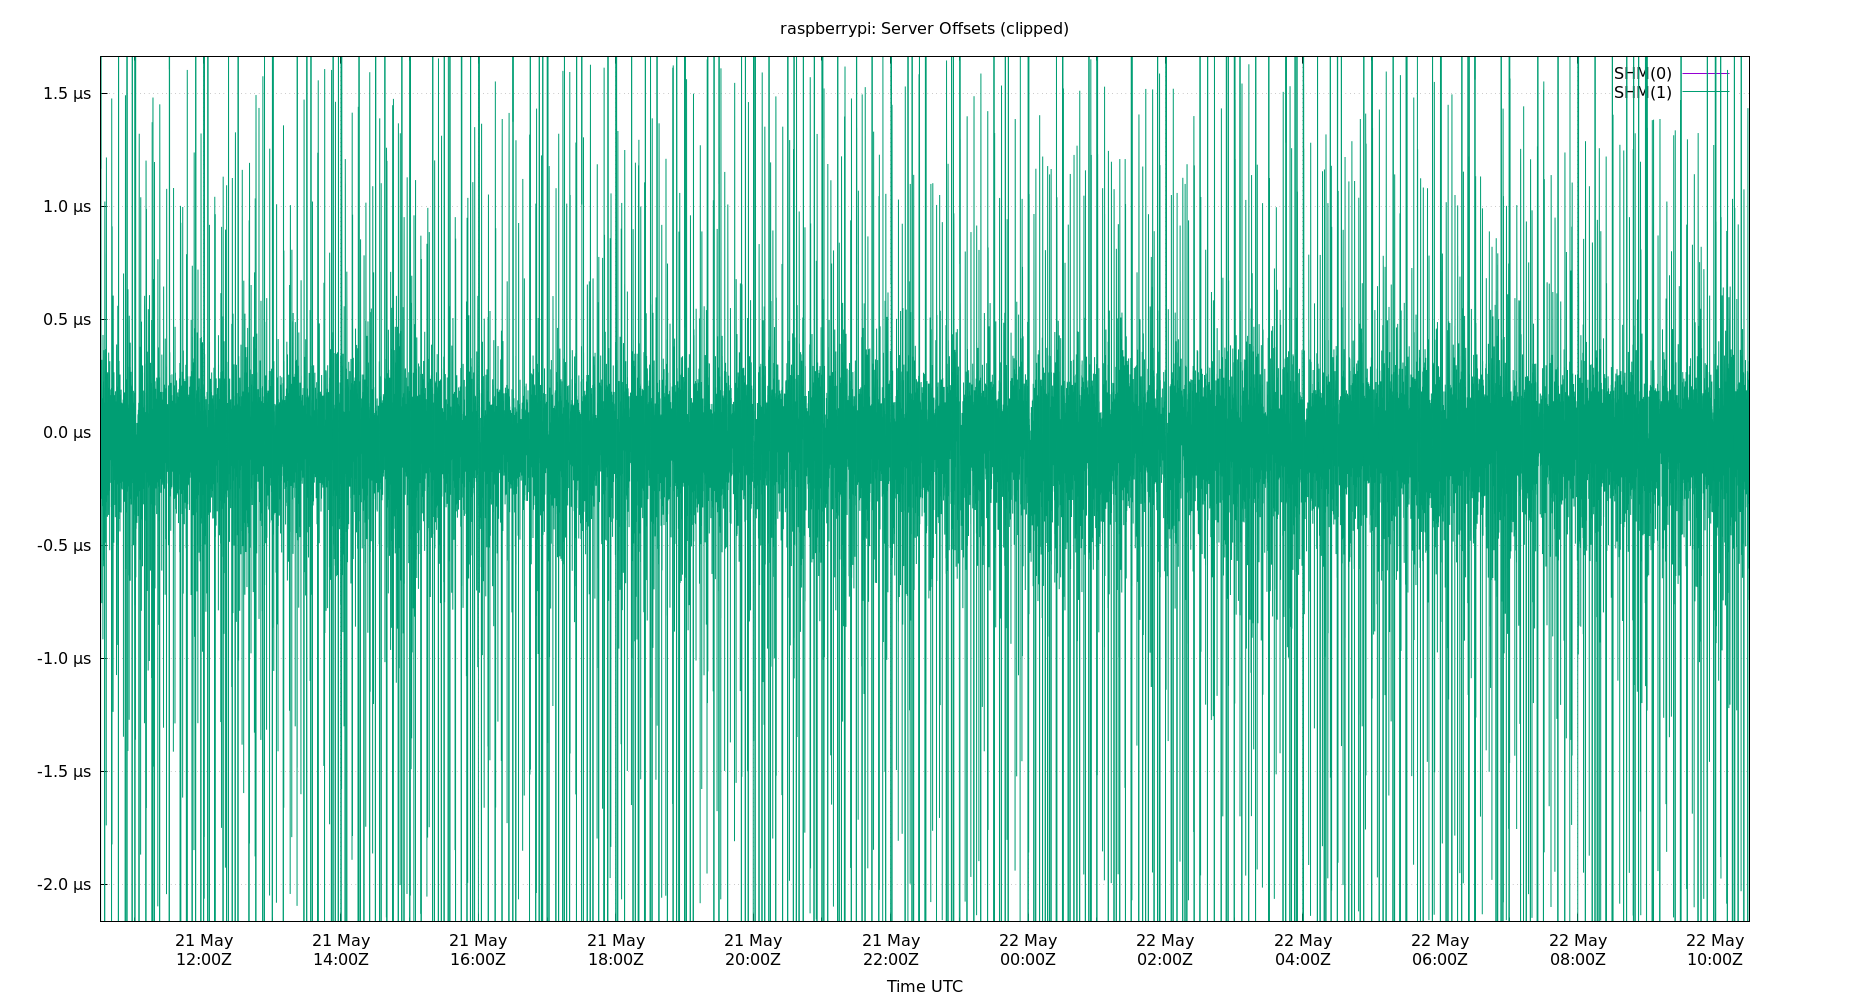 raspberrypi: Server Offsets (clipped)
SHM(0)
SHM(1)
1.5 µs
1.0 µs
0.5 µs
0.0 µs
-0.5 µs
-1.0 µs
-1.5 µs
-2.0 µs
21 May 21 May 21 May 21 May 21 May 21 May 22 May 22 May 22 May 22 May 22 May 22 May
12:00Z 14:00Z 16:00Z 18:00Z 20:00Z 22:00Z 00:00Z 02:00Z 04:00Z 06:00Z 08:00Z 10:00Z
Time UTC